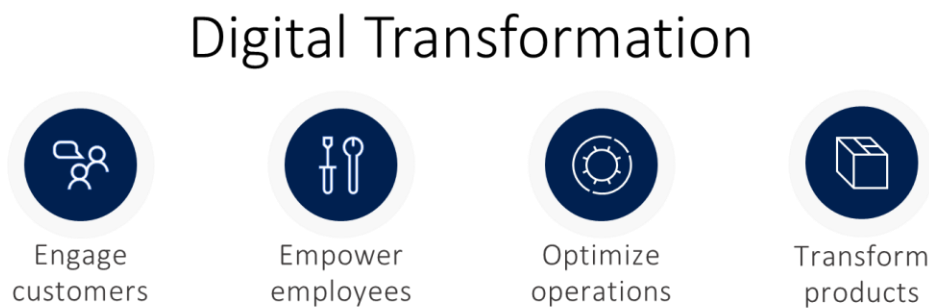 Digital Transformation
Engage
customers
Empower
employees
Optimize
operations
Transform
products